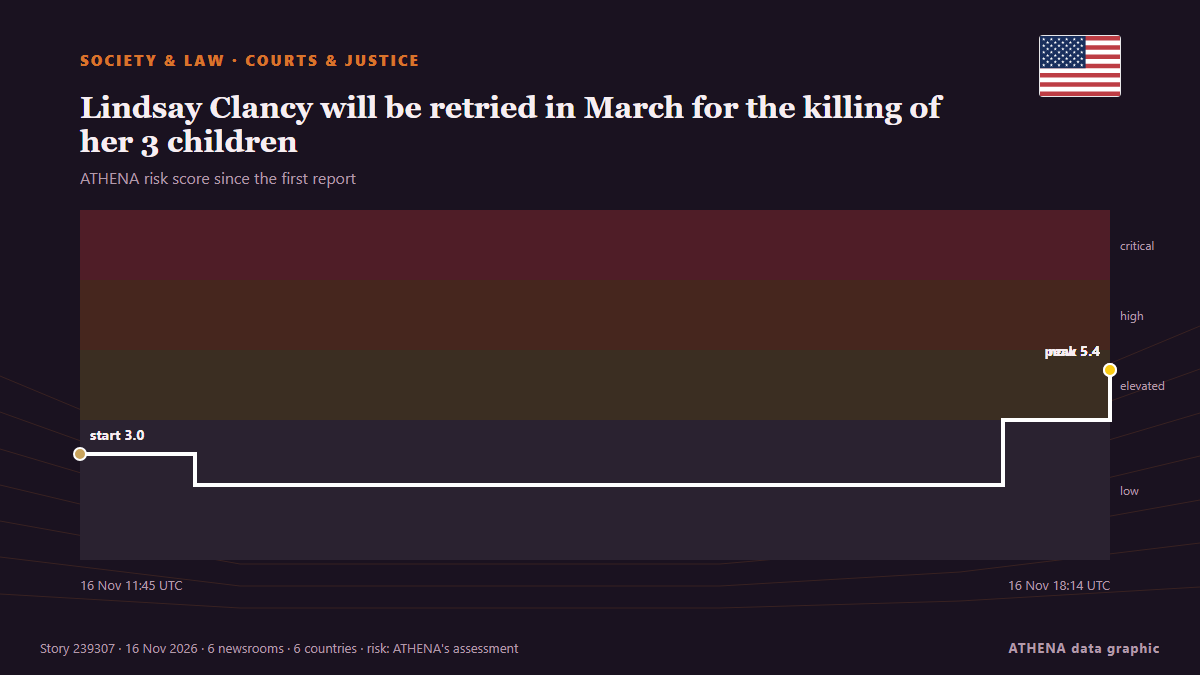 SOCIETY & LAW · COURTS & JUSTICE
Lindsay Clancy will be retried in March for the killing of
her 3 children
ATHENA risk score since the first report
critical
high
peak 5.4
elevated
start 3.0
low
16 Nov 11:45 UTC
16 Nov 18:14 UTC
Story 239307 · 16 Nov 2026 · 6 newsrooms · 6 countries · risk: ATHENA's assessment
ATHENA data graphic